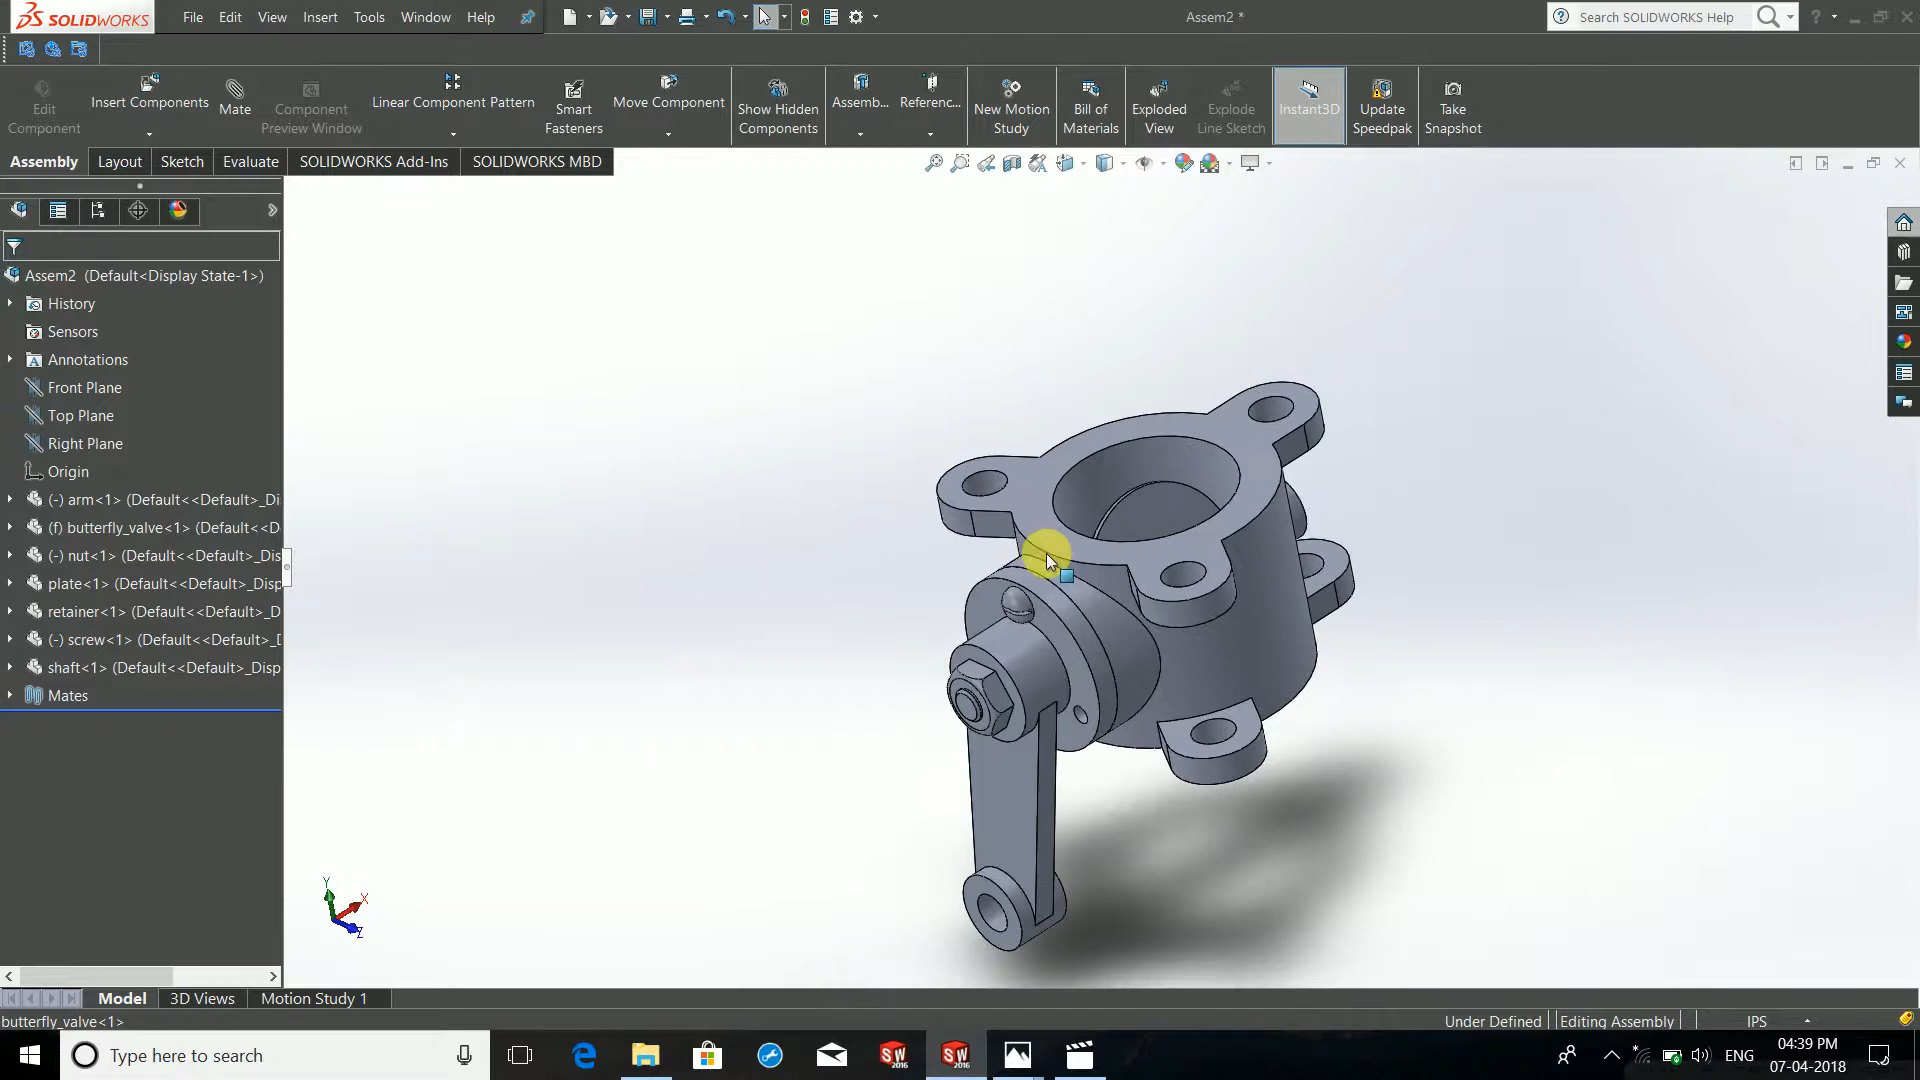 SOLIDWORKS File Edit View Insert Tools Window Help Assem2 * Search SOLIDWORKS Help ?
Edit Component
Insert Components
Mate
Component Preview Window
Linear Component Pattern
Smart Fasteners
Move Component
Show Hidden Components
Assemb...
Referenc...
New Motion Study
Bill of Materials
Exploded View
Explode Line Sketch
Instant3D
Update Speedpak
Take Snapshot
Assembly Layout Sketch Evaluate SOLIDWORKS Add-Ins SOLIDWORKS MBD
Assem2 (Default<Display State-1>)
History
Sensors
A Annotations
Front Plane
Top Plane
Right Plane
Origin
(-) arm<1> (Default<<Default>_Di
(f) butterfly_valve<1> (Default<<D
(-) nut<1> (Default<<Default>_Dis
plate<1> (Default<<Default>_Disp
retainer<1> (Default<<Default>_D
(-) screw<1> (Default<<Default>_D
shaft<1> (Default<<Default>_Disp
Mates
Y
X
Z
Model 3D Views Motion Study 1
butterfly_valve<1> Under Defined Editing Assembly IPS
Type here to search SW 2016 SW 2016 ENG 04:39 PM
07-04-2018